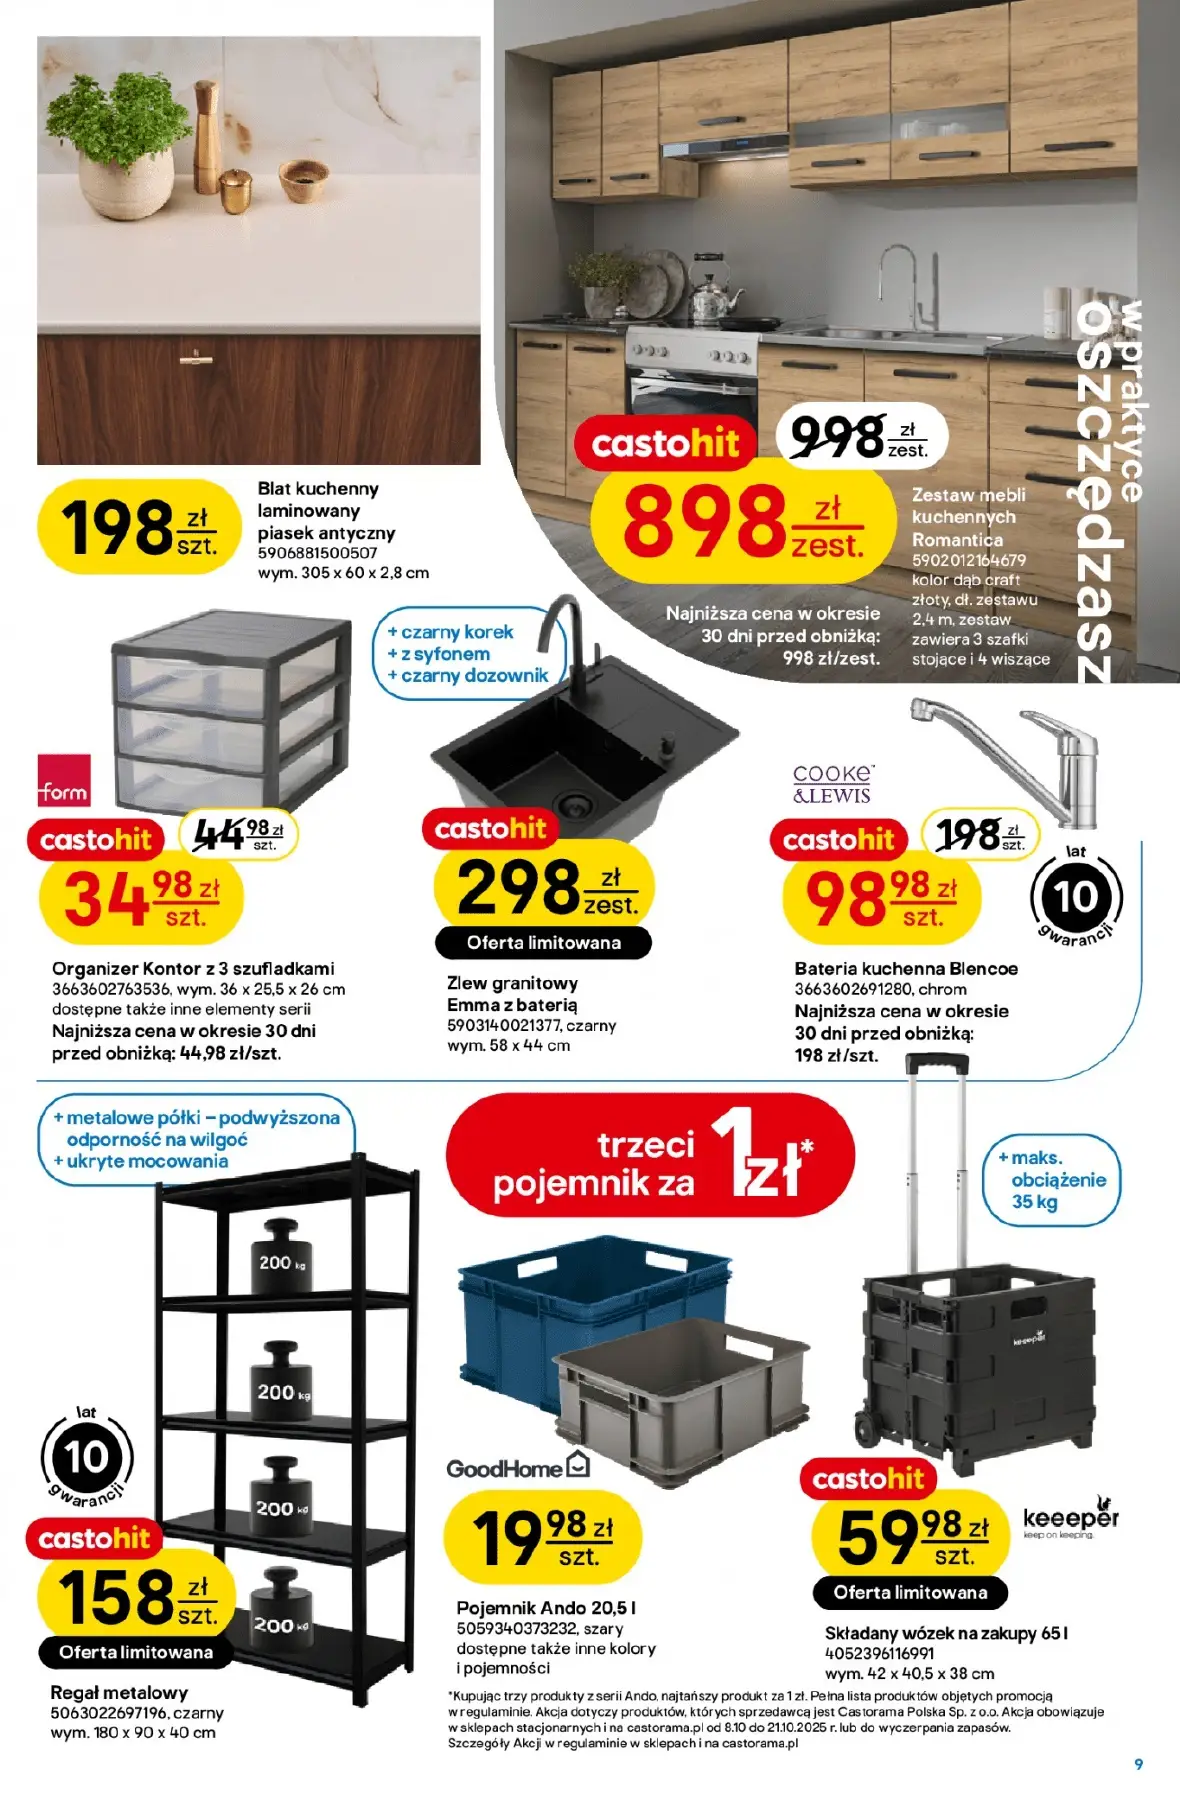 w praktyce
oszczędzasz
198 zł
szt.
Blat kuchenny
laminowany
piasek antyczny
5906881500507
wym. 305 x 60 x 2,8 cm
castohit
998 zł
zest.
898 zł
zest.
Najniższa cena w okresie
30 dni przed obniżką:
998 zł/zest.
Zestaw mebli
kuchennych
Romantica
5902012164679
kolor dąb craft
złoty, dł. zestawu
2,4 m, zestaw
zawiera 3 szafki
stojące i 4 wiszące
form
castohit
44,98 zł
szt.
34,98 zł
szt.
Organizer Kontor z 3 szufladkami
3663602763536, wym. 36 x 25,5 x 26 cm
dostępne także inne elementy serii
Najniższa cena w okresie 30 dni
przed obniżką: 44,98 zł/szt.
+ czarny korek
+ z syfonem
+ czarny dozownik
castohit
298 zł
zest.
Oferta limitowana
Zlew granitowy
Emma z baterią
5903140021377, czarny
wym. 58 x 44 cm
COOKE™
&LEWIS
castohit
198 zł
szt.
98,98 zł
szt.
10 lat
gwarancji
Bateria kuchenna Blencoe
3663602691280, chrom
Najniższa cena w okresie
30 dni przed obniżką:
198 zł/szt.
+ metalowe półki – podwyższona
odporność na wilgoć
+ ukryte mocowania
200 kg
200 kg
200 kg
200 kg
10 lat
gwarancji
castohit
158 zł
szt.
Oferta limitowana
Regał metalowy
5063022697196, czarny
wym. 180 x 90 x 40 cm
trzeci
pojemnik za
1 zł*
GoodHome
19,98 zł
szt.
Pojemnik Ando 20,5 l
5059340373232, szary
dostępne także inne kolory
i pojemności
+ maks.
obciążenie
35 kg
keeeper
castohit
59,98 zł
szt.
Oferta limitowana
keeeper
keep on keeping.
Składany wózek na zakupy 65 l
4052396116991
wym. 42 x 40,5 x 38 cm
*Kupując trzy produkty z serii Ando, najtańszy produkt za 1 zł. Pełna lista produktów objętych promocją
w regulaminie. Akcja dotyczy produktów, których sprzedawcą jest Castorama Polska Sp. z o.o. Akcja obowiązuje
w sklepach stacjonarnych i na castorama.pl od 8.10 do 21.10.2025 r. lub do wyczerpania zapasów.
Szczegóły Akcji w regulaminie w sklepach i na castorama.pl
9